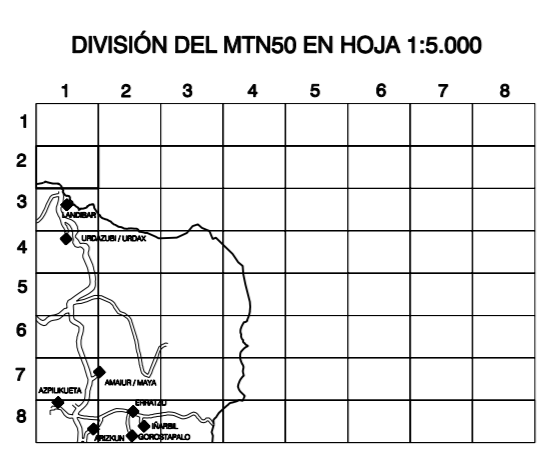 DIVISIÓN DEL MTN50 EN HOJA 1:5.000
1 2 3 4 5 6 7 8
1
2
3
LANDIBAR
4
URDAZUBI / URDAX
5
6
7
AMAIUR / MAYA
AZPILIKUETA
ERRATZU
8
IÑARBIL
ARIZKUN
GOROSTAPALO